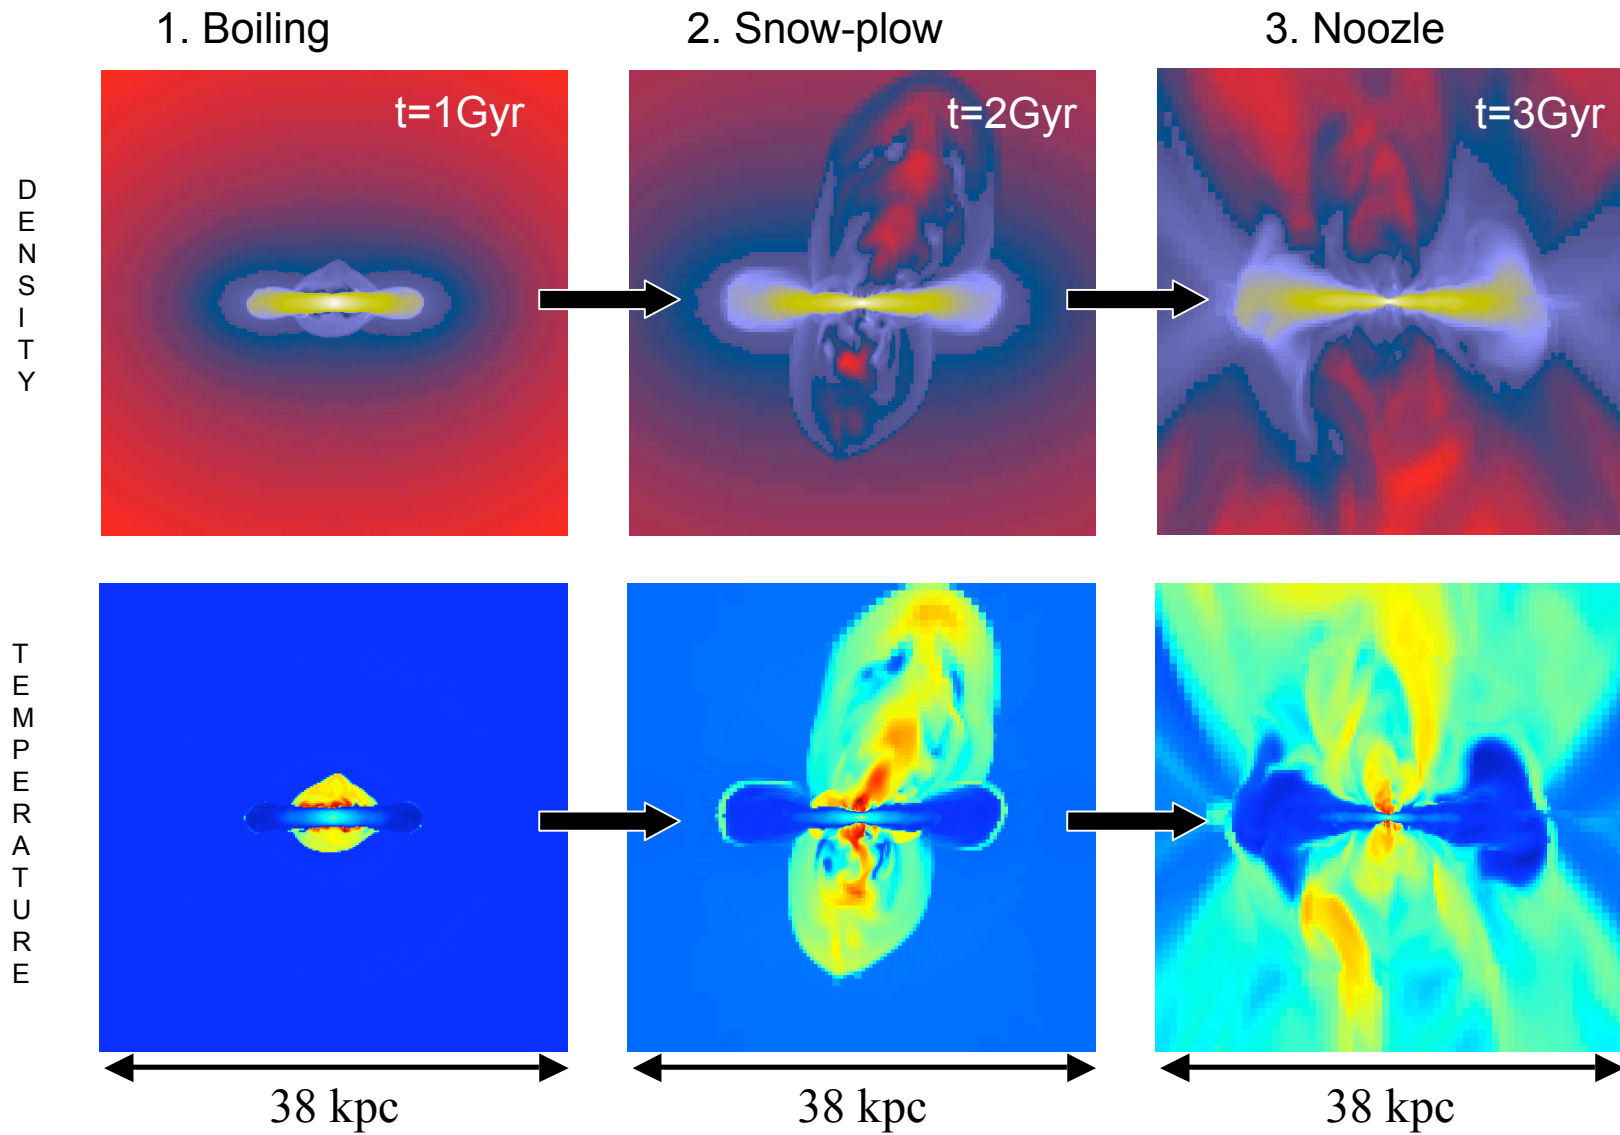 1. Boiling
2. Snow-plow
3. Noozle
t=1Gyr
t=2Gyr
t=3Gyr
DENSITY
TEMPERATURE
38 kpc
38 kpc
38 kpc